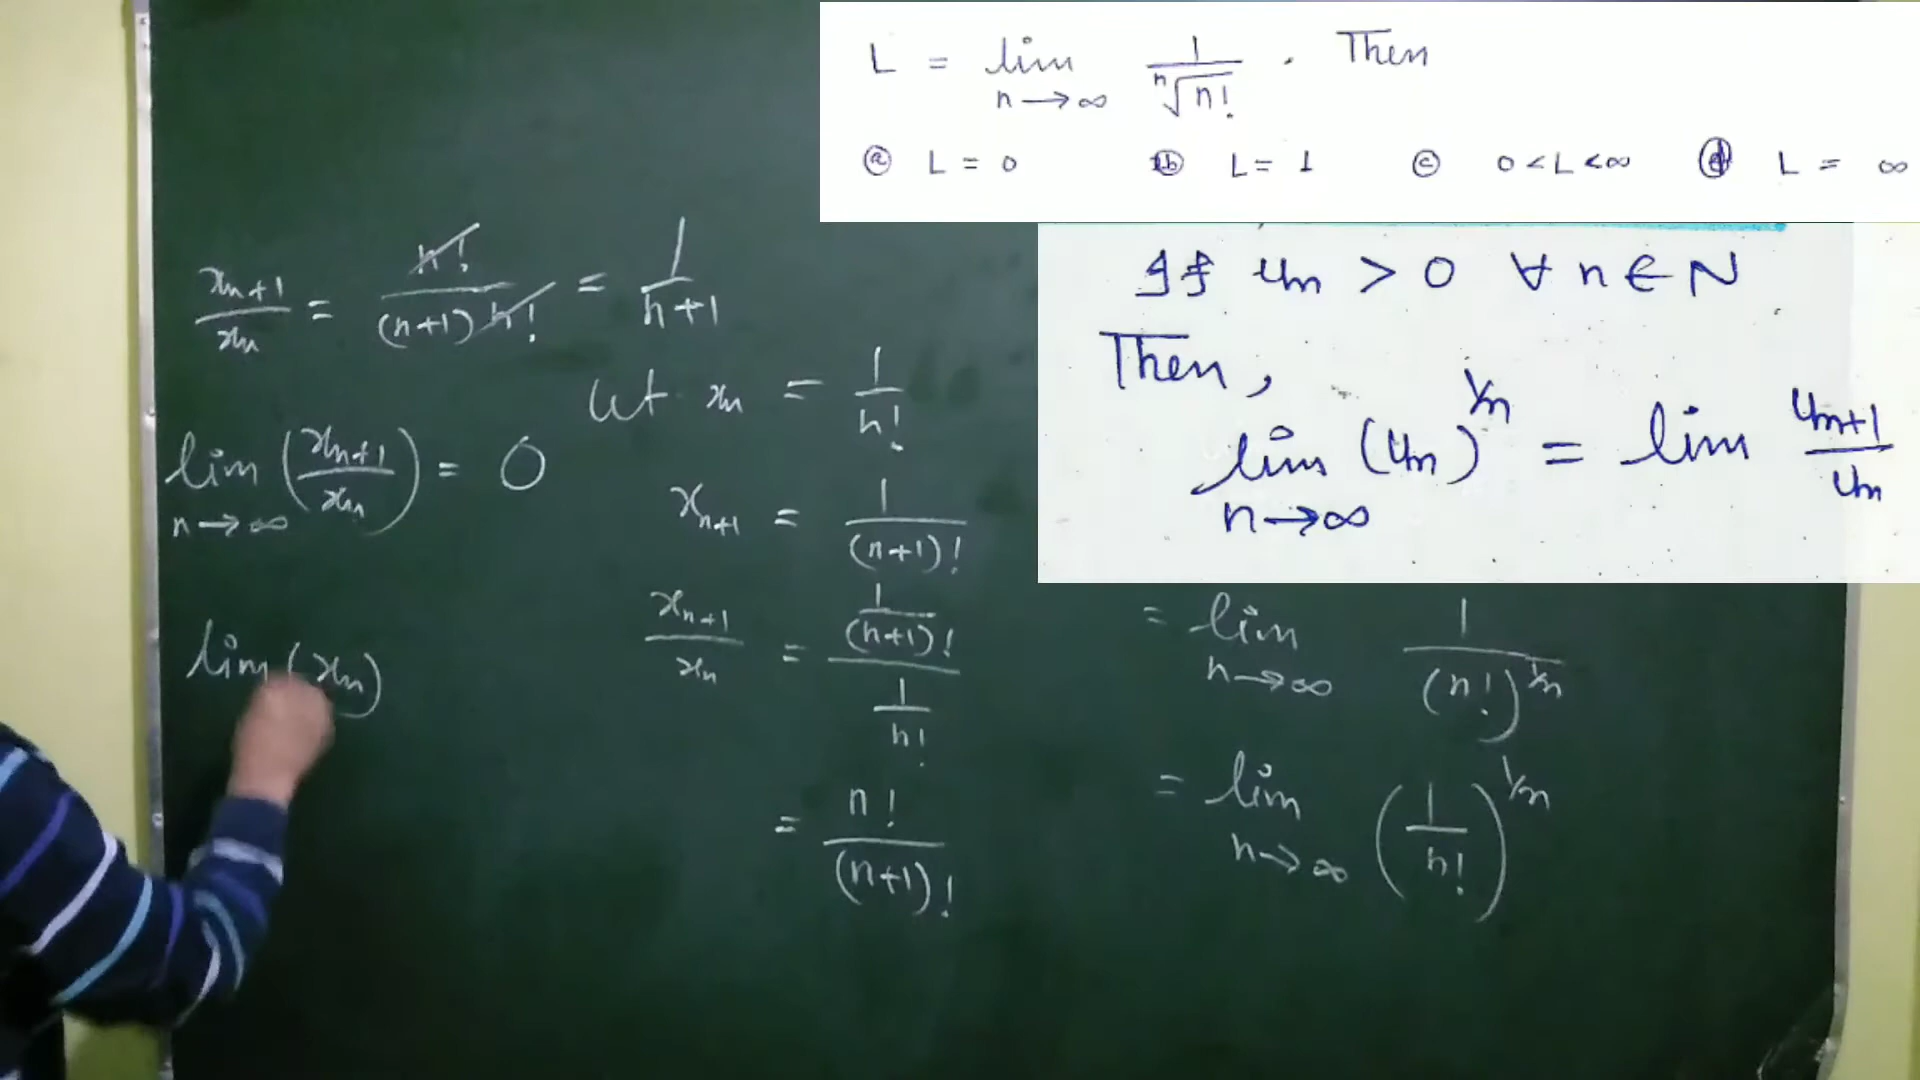 L = lim n→∞ 1/ⁿ√n! . Then
ⓐ L = 0 ⓑ L = 1 ⓒ 0 < L < ∞ ⓓ L = ∞
If uₙ > 0 ∀ n ∈ N
Then,
lim n→∞ (uₙ)^{1/n} = lim uₙ₊₁/uₙ
xₙ₊₁/xₙ = n!/(n+1) n! = 1/n+1
lim n→∞ (xₙ₊₁/xₙ) = 0
lim (xₙ)
Let xₙ = 1/n!
xₙ₊₁ = 1/(n+1)!
xₙ₊₁/xₙ = 1/(n+1)! / 1/n!
= n!/(n+1)!
= lim n→∞ 1/(n!)^{1/n}
= lim n→∞ (1/n!)^{1/n}